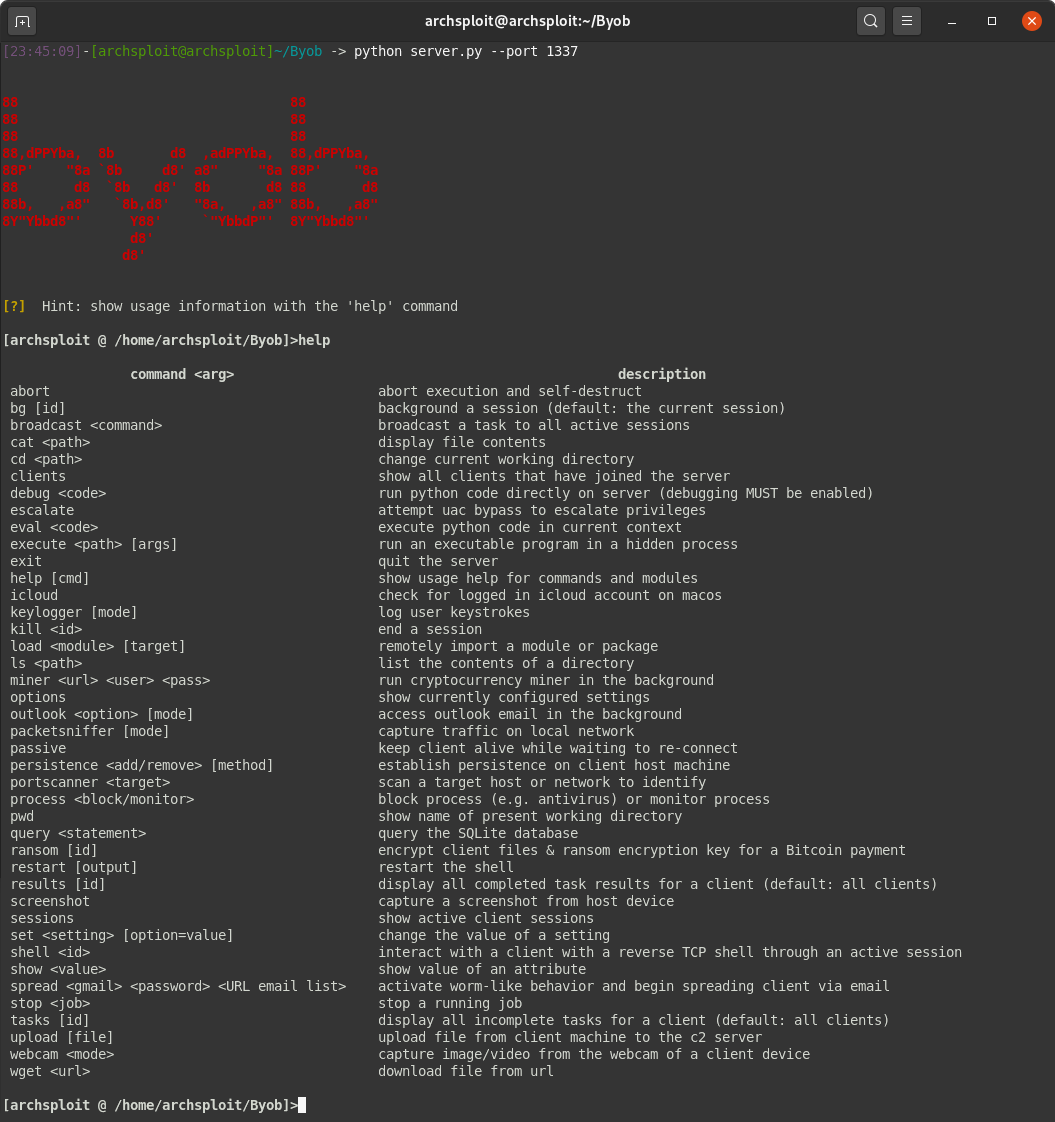 archsploit@archsploit:~/Byob
[23:45:09]-[archsploit@archsploit]~/Byob -> python server.py --port 1337
88                                  88
88                                  88
88                                  88
88,dPPYba,  8b       d8  ,adPPYba,  88,dPPYba,
88P'    "8a `8b     d8' a8"     "8a 88P'    "8a
88       d8  `8b   d8'  8b       d8 88       d8
88b,   ,a8"   `8b,d8'   "8a,   ,a8" 88b,   ,a8"
8Y"Ybbd8"'      Y88'     `"YbbdP"'  8Y"Ybbd8"'
                d8'
               d8'
[?]  Hint: show usage information with the 'help' command
[archsploit @ /home/archsploit/Byob]>help
command <arg> description
abort abort execution and self-destruct
bg [id] background a session (default: the current session)
broadcast <command> broadcast a task to all active sessions
cat <path> display file contents
cd <path> change current working directory
clients show all clients that have joined the server
debug <code> run python code directly on server (debugging MUST be enabled)
escalate attempt uac bypass to escalate privileges
eval <code> execute python code in current context
execute <path> [args] run an executable program in a hidden process
exit quit the server
help [cmd] show usage help for commands and modules
icloud check for logged in icloud account on macos
keylogger [mode] log user keystrokes
kill <id> end a session
load <module> [target] remotely import a module or package
ls <path> list the contents of a directory
miner <url> <user> <pass> run cryptocurrency miner in the background
options show currently configured settings
outlook <option> [mode] access outlook email in the background
packetsniffer [mode] capture traffic on local network
passive keep client alive while waiting to re-connect
persistence <add/remove> [method] establish persistence on client host machine
portscanner <target> scan a target host or network to identify
process <block/monitor> block process (e.g. antivirus) or monitor process
pwd show name of present working directory
query <statement> query the SQLite database
ransom [id] encrypt client files & ransom encryption key for a Bitcoin payment
restart [output] restart the shell
results [id] display all completed task results for a client (default: all clients)
screenshot capture a screenshot from host device
sessions show active client sessions
set <setting> [option=value] change the value of a setting
shell <id> interact with a client with a reverse TCP shell through an active session
show <value> show value of an attribute
spread <gmail> <password> <URL email list> activate worm-like behavior and begin spreading client via email
stop <job> stop a running job
tasks [id] display all incomplete tasks for a client (default: all clients)
upload [file] upload file from client machine to the c2 server
webcam <mode> capture image/video from the webcam of a client device
wget <url> download file from url
[archsploit @ /home/archsploit/Byob]>